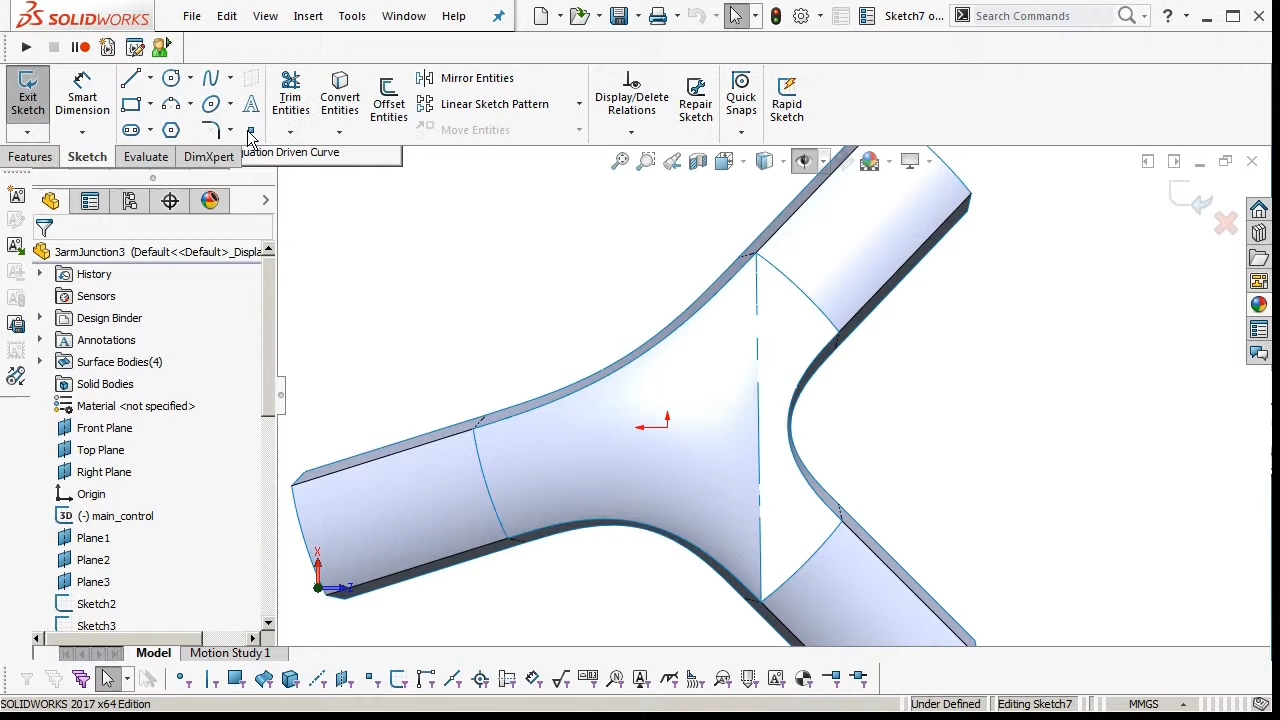 SOLIDWORKS File Edit View Insert Tools Window Help Sketch7 o... Search Commands ?
Exit Sketch
Smart Dimension
Trim Entities
Convert Entities
Offset Entities
Mirror Entities
Linear Sketch Pattern
Move Entities
Display/Delete Relations
Repair Sketch
Quick Snaps
Rapid Sketch
Features Sketch Evaluate DimXpert
uation Driven Curve
3armJunction3 (Default<<Default>_Displa
History
Sensors
Design Binder
Annotations
Surface Bodies(4)
Solid Bodies
Material <not specified>
Front Plane
Top Plane
Right Plane
Origin
3D (-) main_control
Plane1
Plane2
Plane3
Sketch2
Sketch3
X
Z
Model Motion Study 1
SOLIDWORKS 2017 x64 Edition Under Defined Editing Sketch7 MMGS